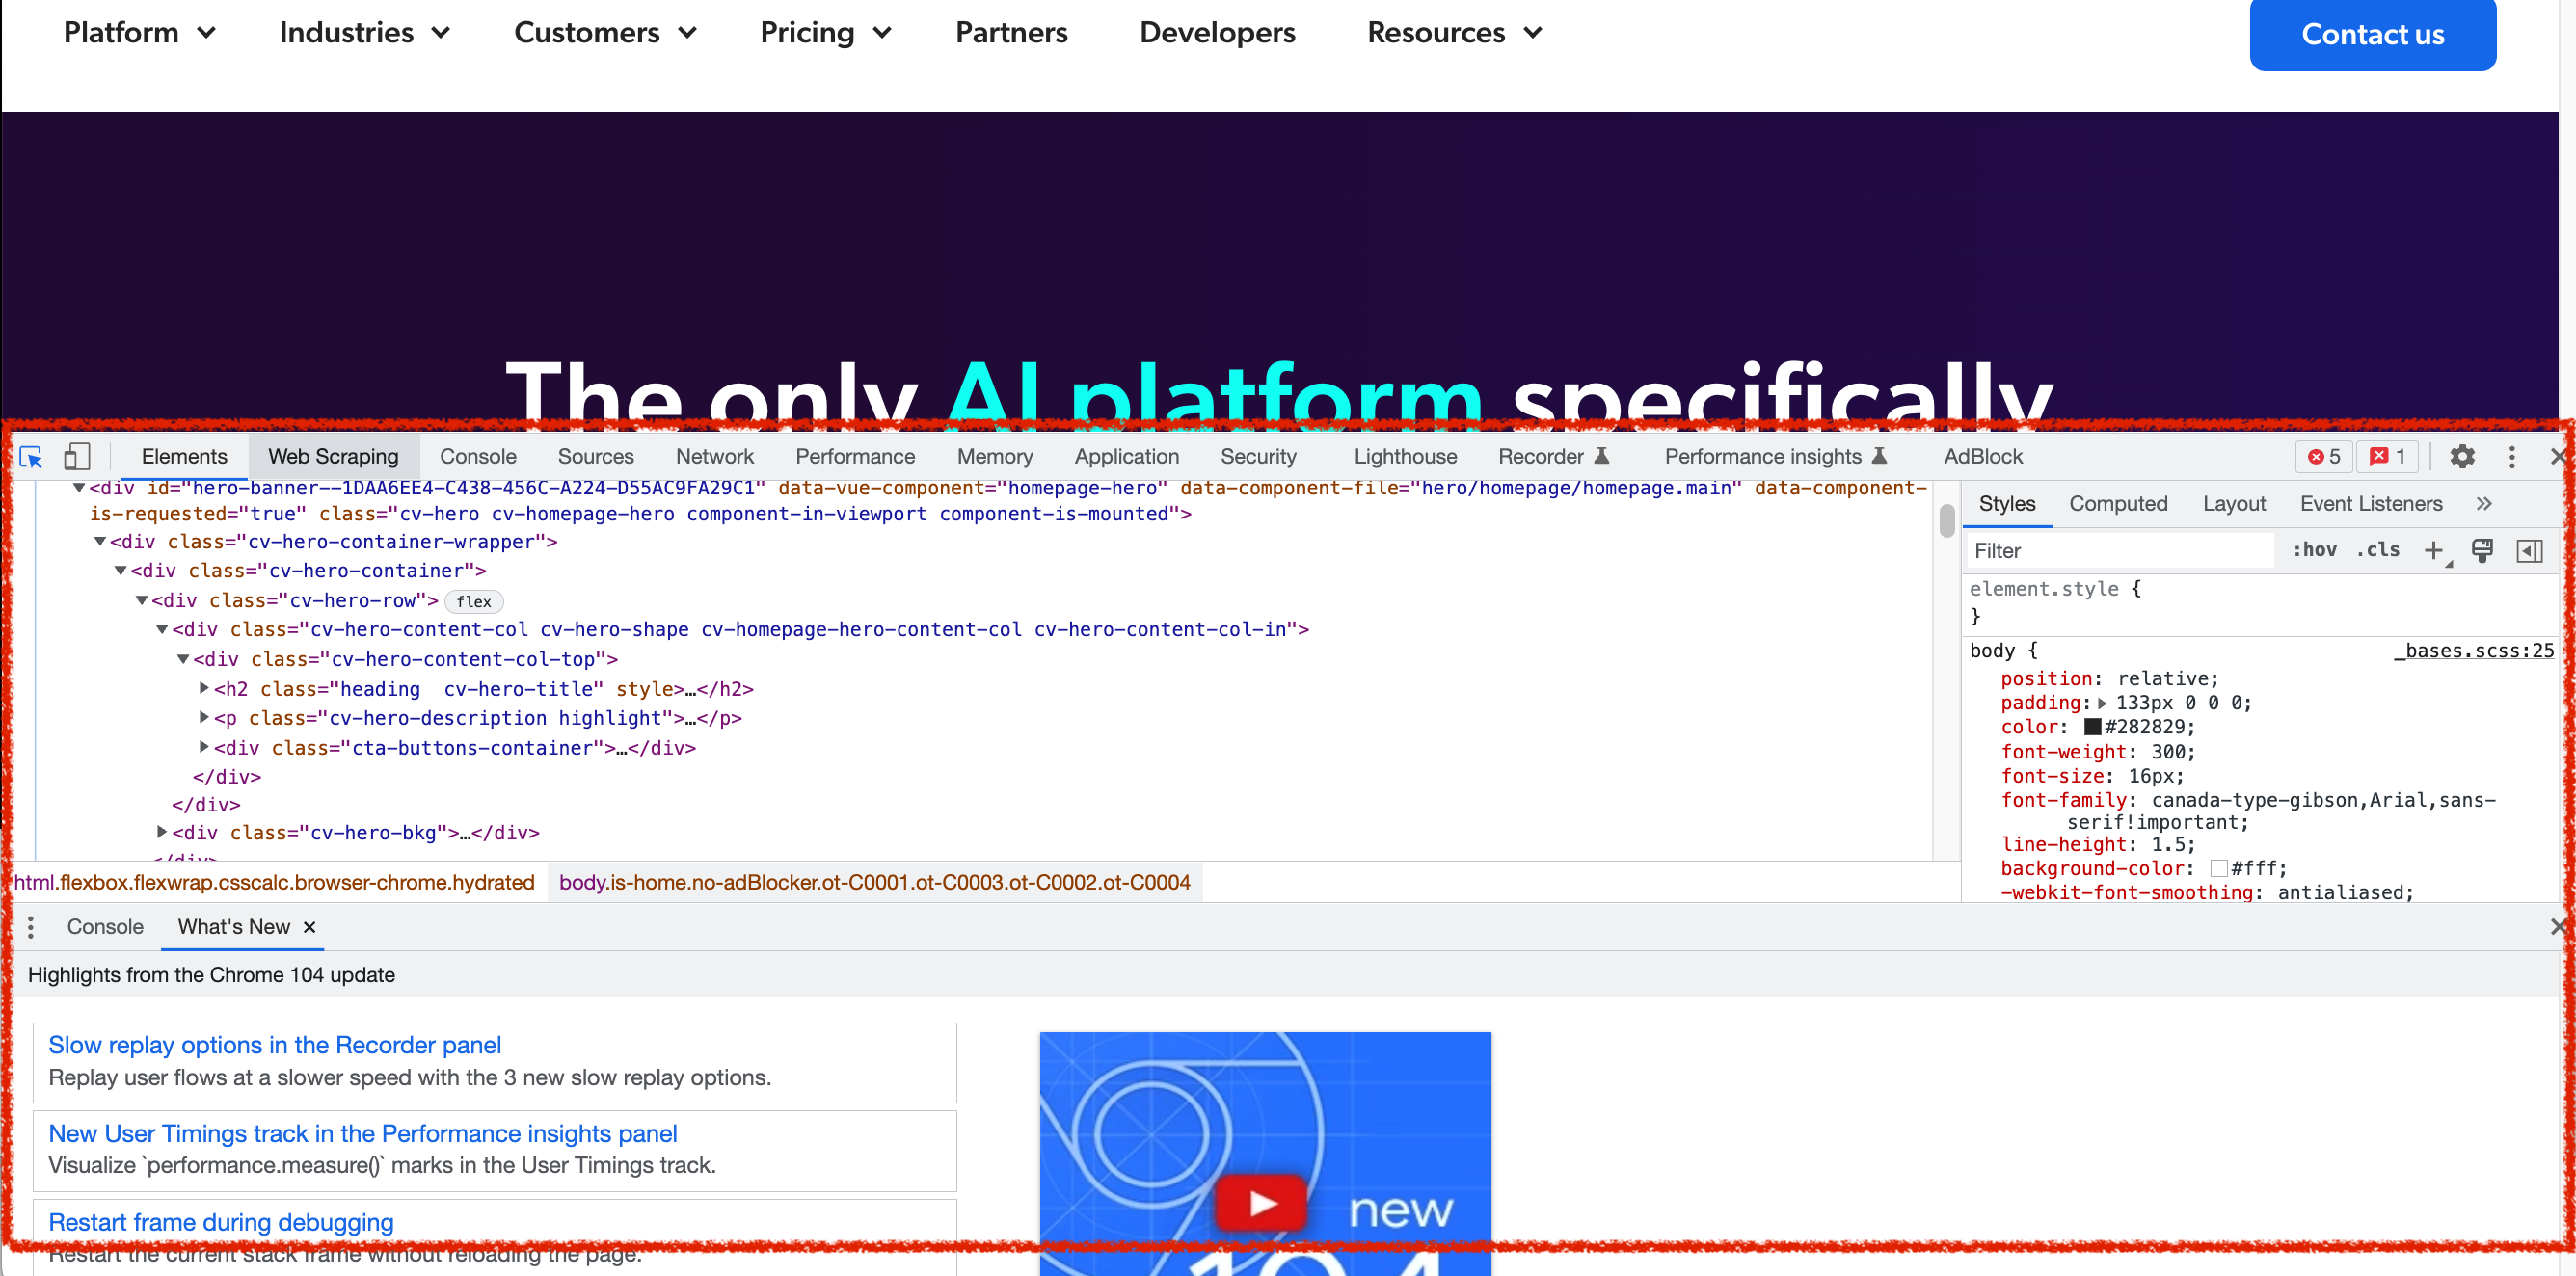 Platform Industries Customers Pricing Partners Developers Resources Contact us
The only AI platform specifically
Elements Web Scraping Console Sources Network Performance Memory Application Security Lighthouse Recorder Performance insights AdBlock 5 1
<div id="hero-banner--1DAA6EE4-C438-456C-A224-D55AC9FA29C1" data-vue-component="homepage-hero" data-component-file="hero/homepage/homepage.main" data-component-
is-requested="true" class="cv-hero cv-homepage-hero component-in-viewport component-is-mounted">
<div class="cv-hero-container-wrapper">
<div class="cv-hero-container">
<div class="cv-hero-row"> flex
<div class="cv-hero-content-col cv-hero-shape cv-homepage-hero-content-col cv-hero-content-col-in">
<div class="cv-hero-content-col-top">
<h2 class="heading  cv-hero-title" style>…</h2>
<p class="cv-hero-description highlight">…</p>
<div class="cta-buttons-container">…</div>
</div>
</div>
<div class="cv-hero-bkg">…</div>
</div>
html.flexbox.flexwrap.csscalc.browser-chrome.hydrated body.is-home.no-adBlocker.ot-C0001.ot-C0003.ot-C0002.ot-C0004
Styles Computed Layout Event Listeners »
Filter :hov .cls +
element.style {
}
body { _bases.scss:25
position: relative;
padding: 133px 0 0 0;
color: #282829;
font-weight: 300;
font-size: 16px;
font-family: canada-type-gibson,Arial,sans-
serif!important;
line-height: 1.5;
background-color: #fff;
-webkit-font-smoothing: antialiased;
Console What's New ×
Highlights from the Chrome 104 update
Slow replay options in the Recorder panel
Replay user flows at a slower speed with the 3 new slow replay options.
New User Timings track in the Performance insights panel
Visualize `performance.measure()` marks in the User Timings track.
Restart frame during debugging
Restart the current stack frame without reloading the page.
new
104